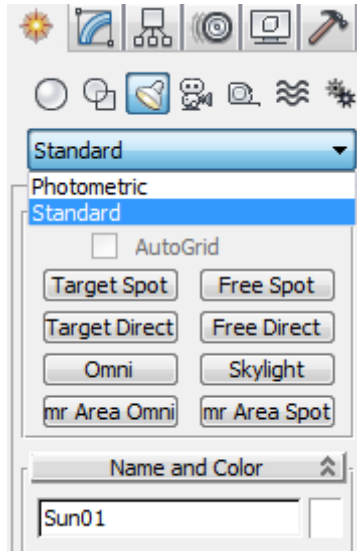 Standard
Photometric
Standard
AutoGrid
Target Spot Free Spot
Target Direct Free Direct
Omni Skylight
mr Area Omni mr Area Spot
Name and Color
Sun01